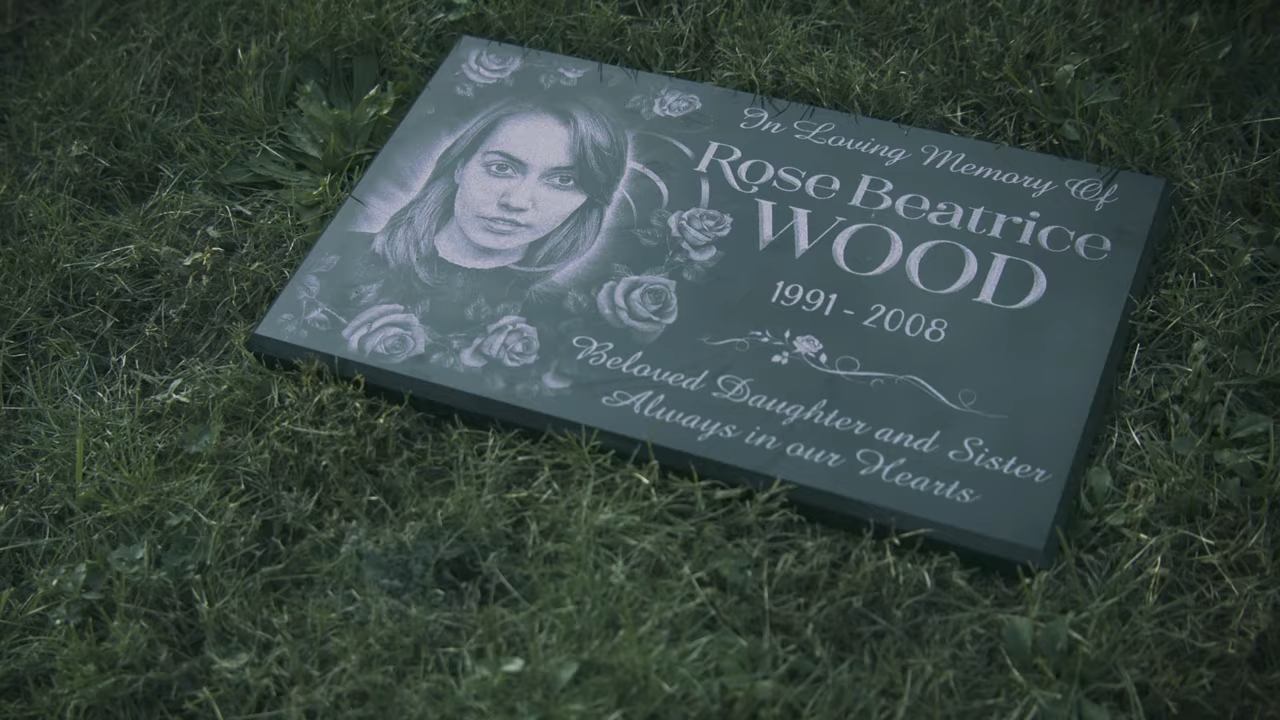 In Loving Memory Of
Rose Beatrice
WOOD
1991 - 2008
Beloved Daughter and Sister
Always in our Hearts